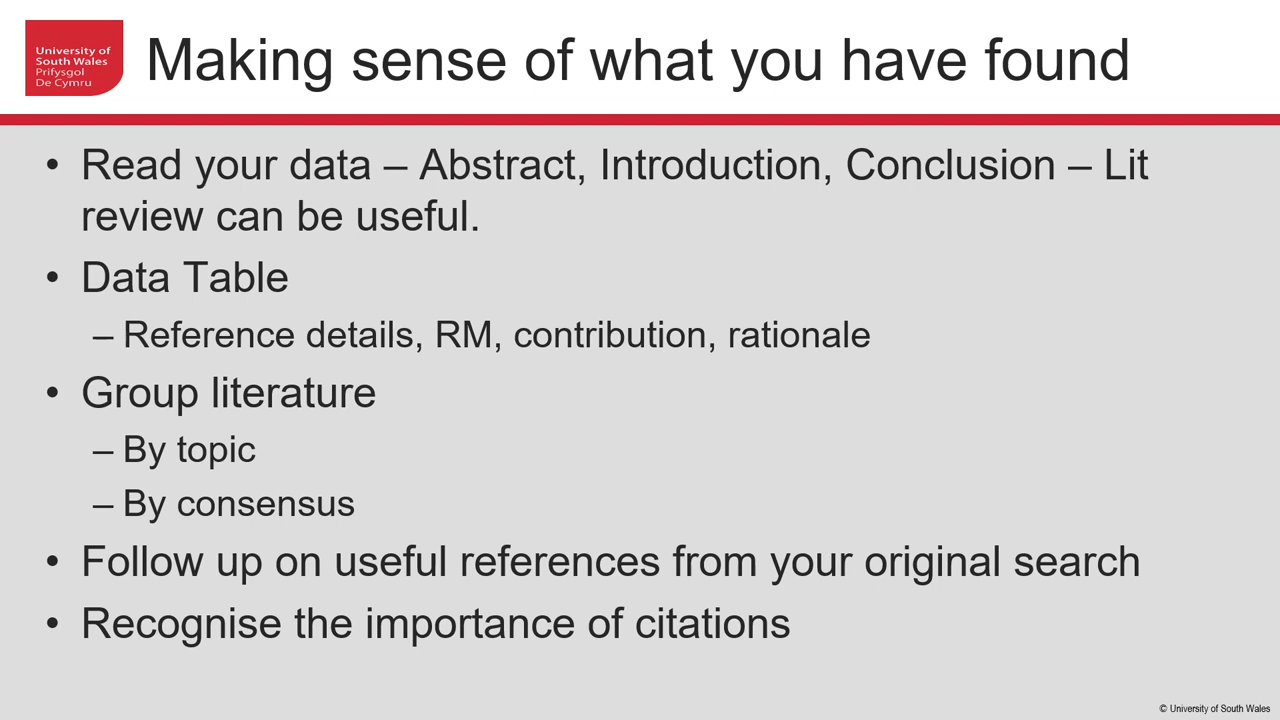 University of
South Wales
Prifysgol
De Cymru
Making sense of what you have found
• Read your data – Abstract, Introduction, Conclusion – Lit
review can be useful.
• Data Table
– Reference details, RM, contribution, rationale
• Group literature
– By topic
– By consensus
• Follow up on useful references from your original search
• Recognise the importance of citations
© University of South Wales